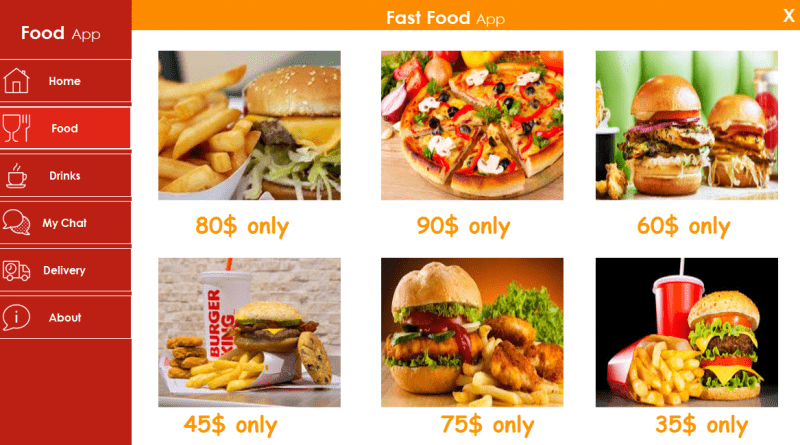 Food App
Fast Food App
X
Home
Food
Drinks
My Chat
Delivery
About
80$ only
90$ only
60$ only
BURGER
KING
45$ only
75$ only
35$ only